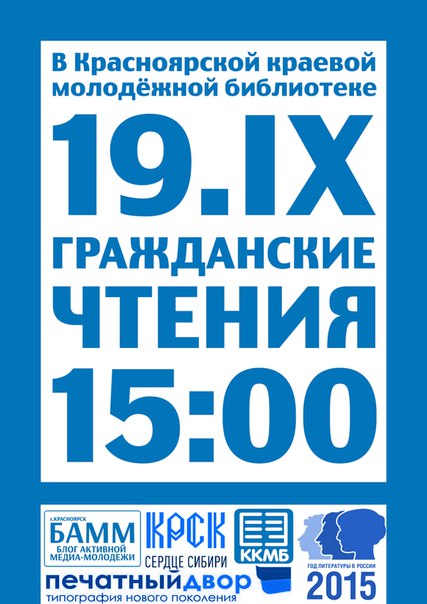 В Красноярской краевой
молодёжной библиотеке
19.IX
ГРАЖДАНСКИЕ
ЧТЕНИЯ
15:00
г.КРАСНОЯРСК
БАММ
БЛОГ АКТИВНОЙ
МЕДИА-МОЛОДЕЖИ
КРСК
СЕРДЦЕ СИБИРИ
ККМБ
ГОД ЛИТЕРАТУРЫ В РОССИИ
2015
печатныйдвор
типография нового поколения